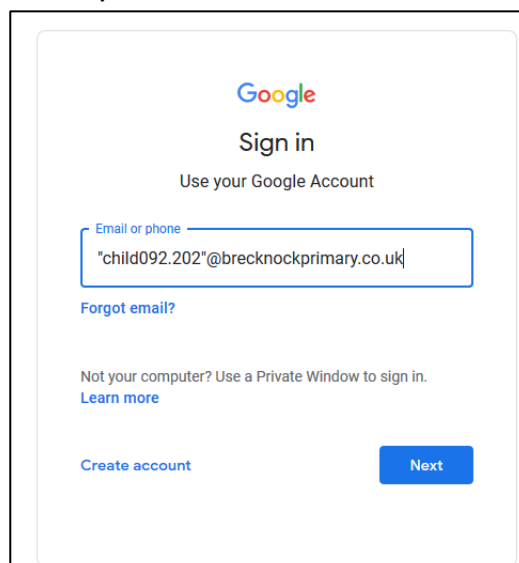 Google
Sign in
Use your Google Account
Email or phone
"child092.202"@brecknockprimary.co.uk
Forgot email?
Not your computer? Use a Private Window to sign in.
Learn more
Create account
Next